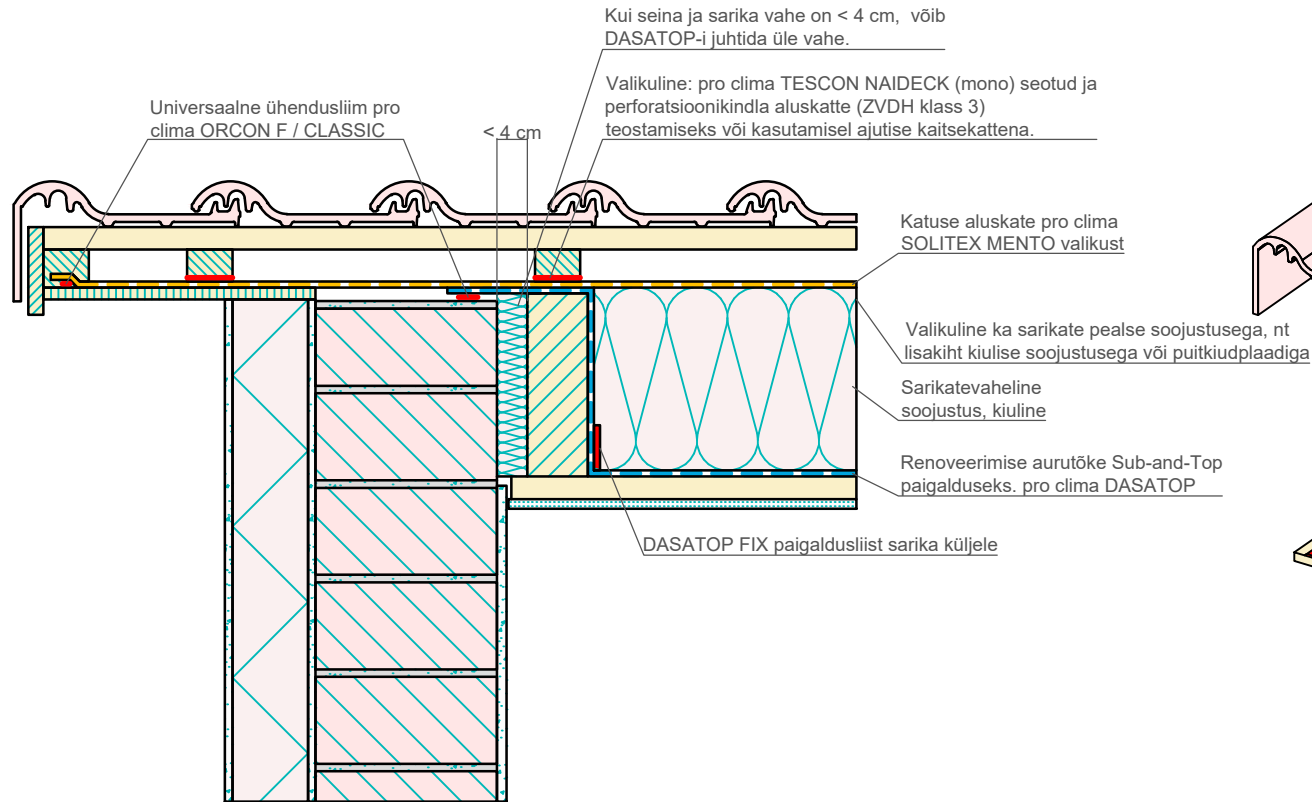 Kui seina ja sarika vahe on < 4 cm, võib
DASATOP-i juhtida üle vahe.
Valikuline: pro clima TESCON NAIDECK (mono) seotud ja
perforatsioonikindla aluskatte (ZVDH klass 3)
teostamiseks või kasutamisel ajutise kaitsekattena.
Universaalne ühendusliim pro
clima ORCON F / CLASSIC
< 4 cm
Katuse aluskate pro clima
SOLITEX MENTO valikust
Valikuline ka sarikate pealse soojustusega, nt
lisakiht kiulise soojustusega või puitkiudplaadiga
Sarikatevaheline
soojustus, kiuline
Renoveerimise aurutõke Sub-and-Top
paigalduseks. pro clima DASATOP
DASATOP FIX paigaldusliist sarika küljele